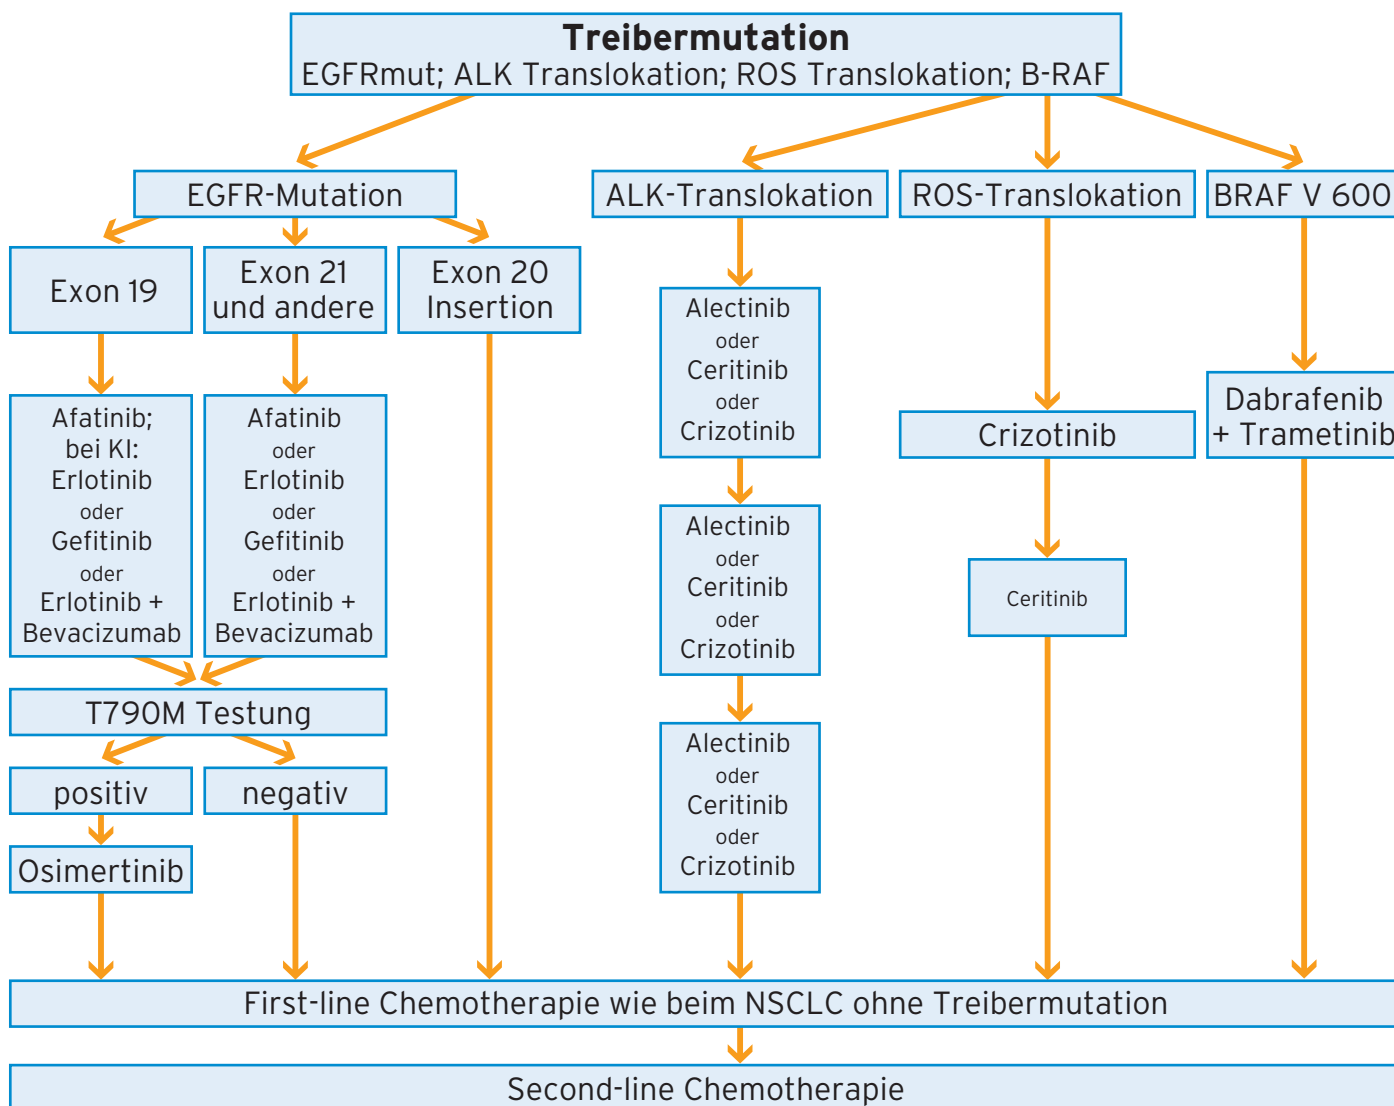 Treibermutation
EGFRmut; ALK Translokation; ROS Translokation; B-RAF
EGFR-Mutation
ALK-Translokation
ROS-Translokation
BRAF V 600
Exon 19
Exon 21
und andere
Exon 20
Insertion
Afatinib;
bei KI:
Erlotinib
oder
Gefitinib
oder
Erlotinib +
Bevacizumab
Afatinib
oder
Erlotinib
oder
Gefitinib
oder
Erlotinib +
Bevacizumab
T790M Testung
positiv
negativ
Osimertinib
Alectinib
oder
Ceritinib
oder
Crizotinib
Alectinib
oder
Ceritinib
oder
Crizotinib
Alectinib
oder
Ceritinib
oder
Crizotinib
Crizotinib
Ceritinib
Dabrafenib
+ Trametinib
First-line Chemotherapie wie beim NSCLC ohne Treibermutation
Second-line Chemotherapie